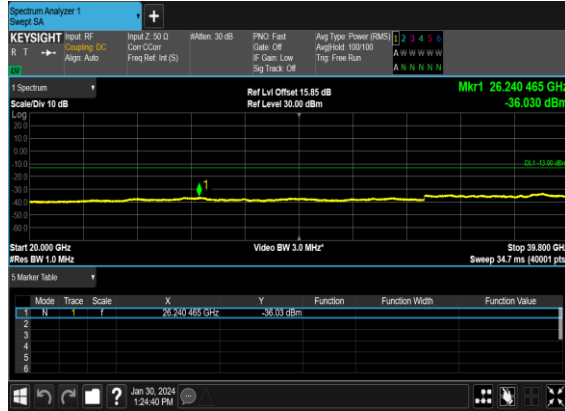 Spectrum Analyzer 1
Swept SA
KEYSIGHT
R T
LV
Input: RF
Coupling: DC
Align: Auto
Input Z: 50 Ω
Corr CCorr
Freq Ref: Int (S)
#Atten: 30 dB
PNO: Fast
Gate: Off
IF Gain: Low
Sig Track: Off
Avg Type: Power (RMS)
Avg|Hold: 100/100
Trig: Free Run
1 2 3 4 5 6
A W W W W W
A N N N N N
1 Spectrum
Scale/Div 10 dB
Ref Lvl Offset 15.85 dB
Ref Level 30.00 dBm
Mkr1 26.240 465 GHz
-36.030 dBm
Log
20.0
10.0
0.00
-10.0
-20.0
-30.0
-40.0
-50.0
-60.0
1
DL1 -13.00 dBm
Start 20.000 GHz
#Res BW 1.0 MHz
Video BW 3.0 MHz*
Stop 39.800 GHz
Sweep 34.7 ms (40001 pts)
5 Marker Table
Mode Trace Scale X Y Function Function Width Function Value
1 N 1 f 26.240 465 GHz -36.03 dBm
2
3
4
5
6
?
Jan 30, 2024
1:24:40 PM